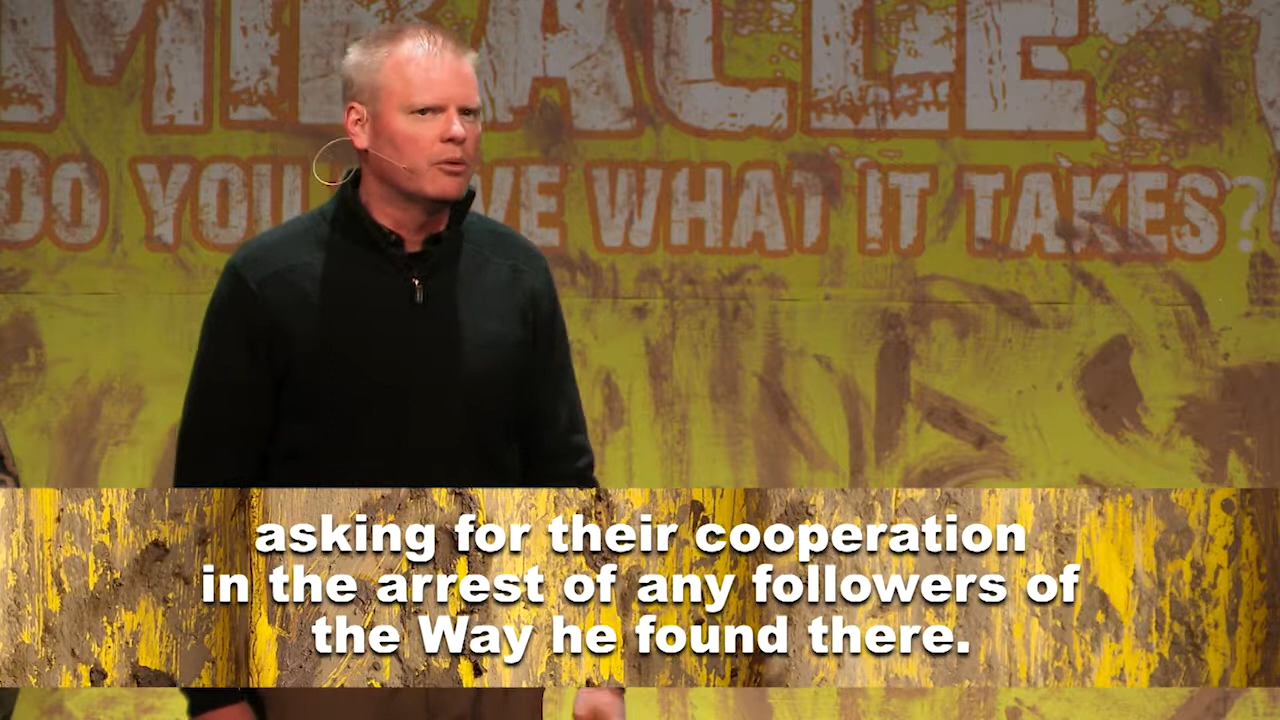 MIRACLE
DO YOU HAVE WHAT IT TAKES?
asking for their cooperation
in the arrest of any followers of
the Way he found there.